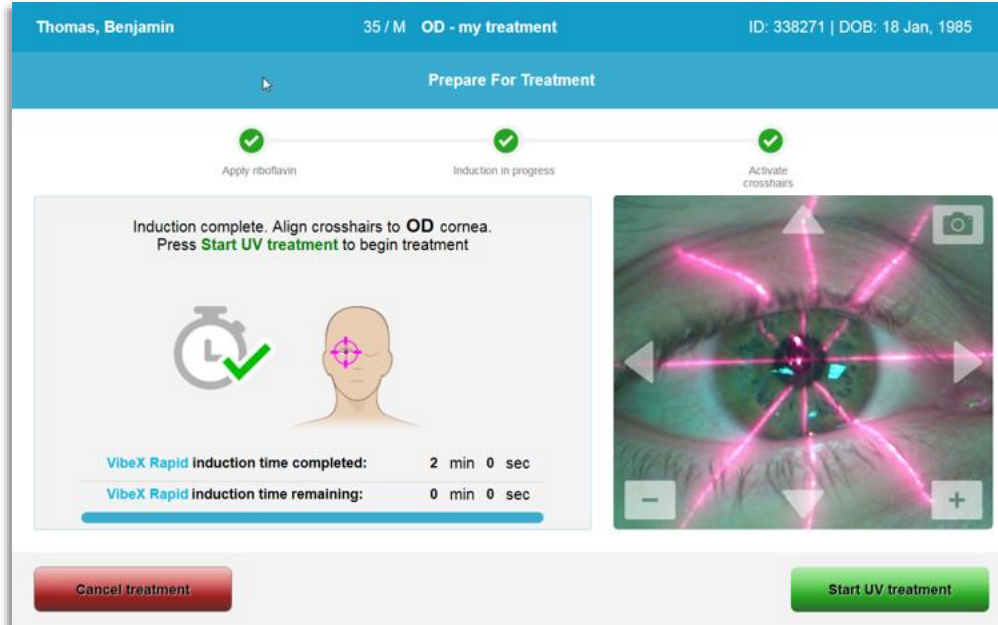 Thomas, Benjamin 35 / M OD - my treatment ID: 338271 | DOB: 18 Jan, 1985
Prepare For Treatment
Apply riboflavin Induction in progress Activate
crosshairs
Induction complete. Align crosshairs to OD cornea.
Press Start UV treatment to begin treatment
VibeX Rapid induction time completed: 2 min 0 sec
VibeX Rapid induction time remaining: 0 min 0 sec
Cancel treatment Start UV treatment